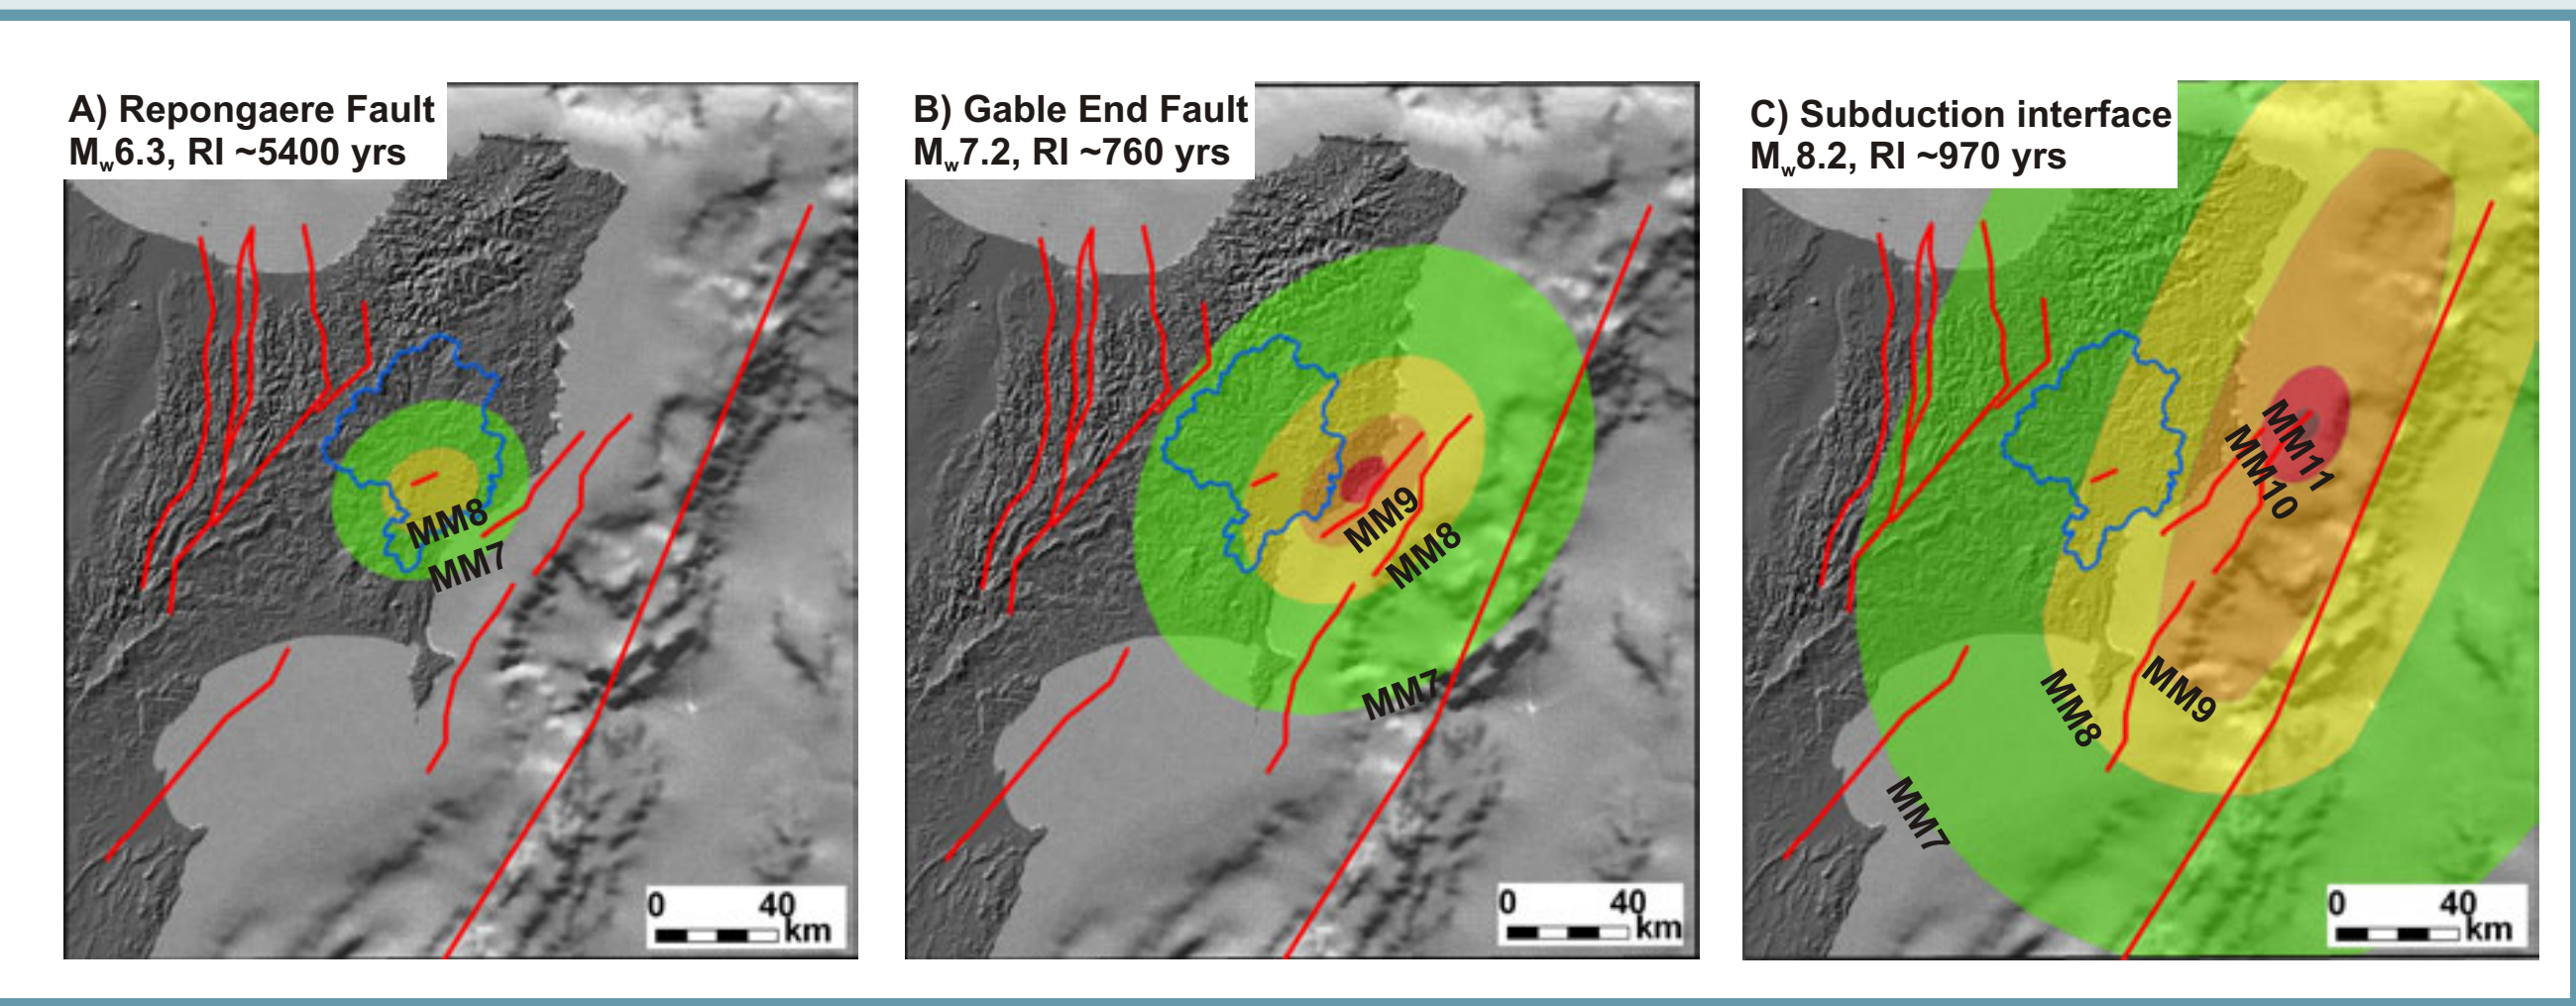 A) Repongaere Fault
Mw6.3, RI ~5400 yrs
MM8
MM7
0 40
km
B) Gable End Fault
Mw7.2, RI ~760 yrs
MM9
MM8
MM7
0 40
km
C) Subduction interface
Mw8.2, RI ~970 yrs
MM11
MM10
MM9
MM8
MM7
0 40
km